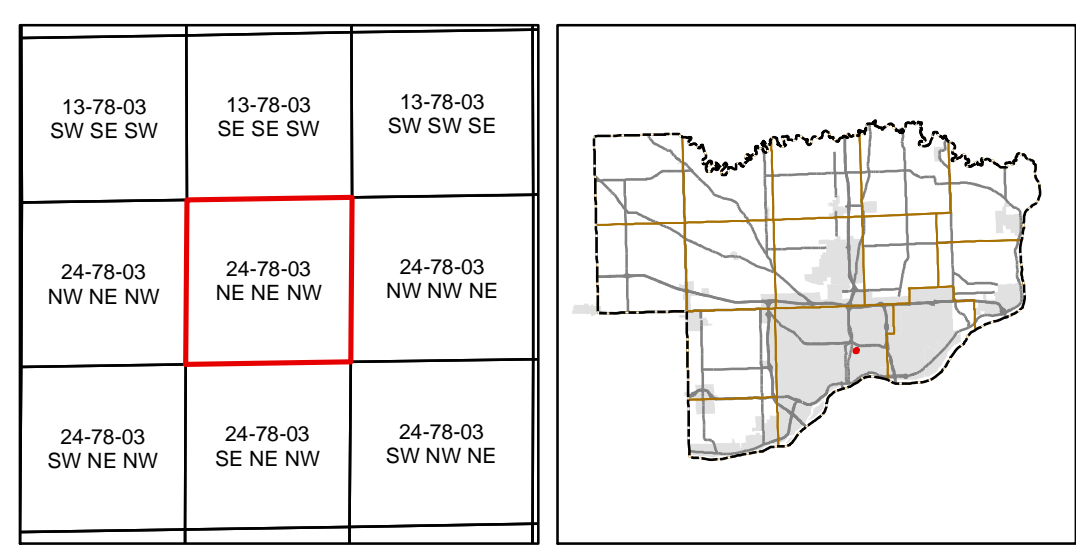 13-78-03
SW SE SW
13-78-03
SE SE SW
13-78-03
SW SW SE
24-78-03
NW NE NW
24-78-03
NE NE NW
24-78-03
NW NW NE
24-78-03
SW NE NW
24-78-03
SE NE NW
24-78-03
SW NW NE